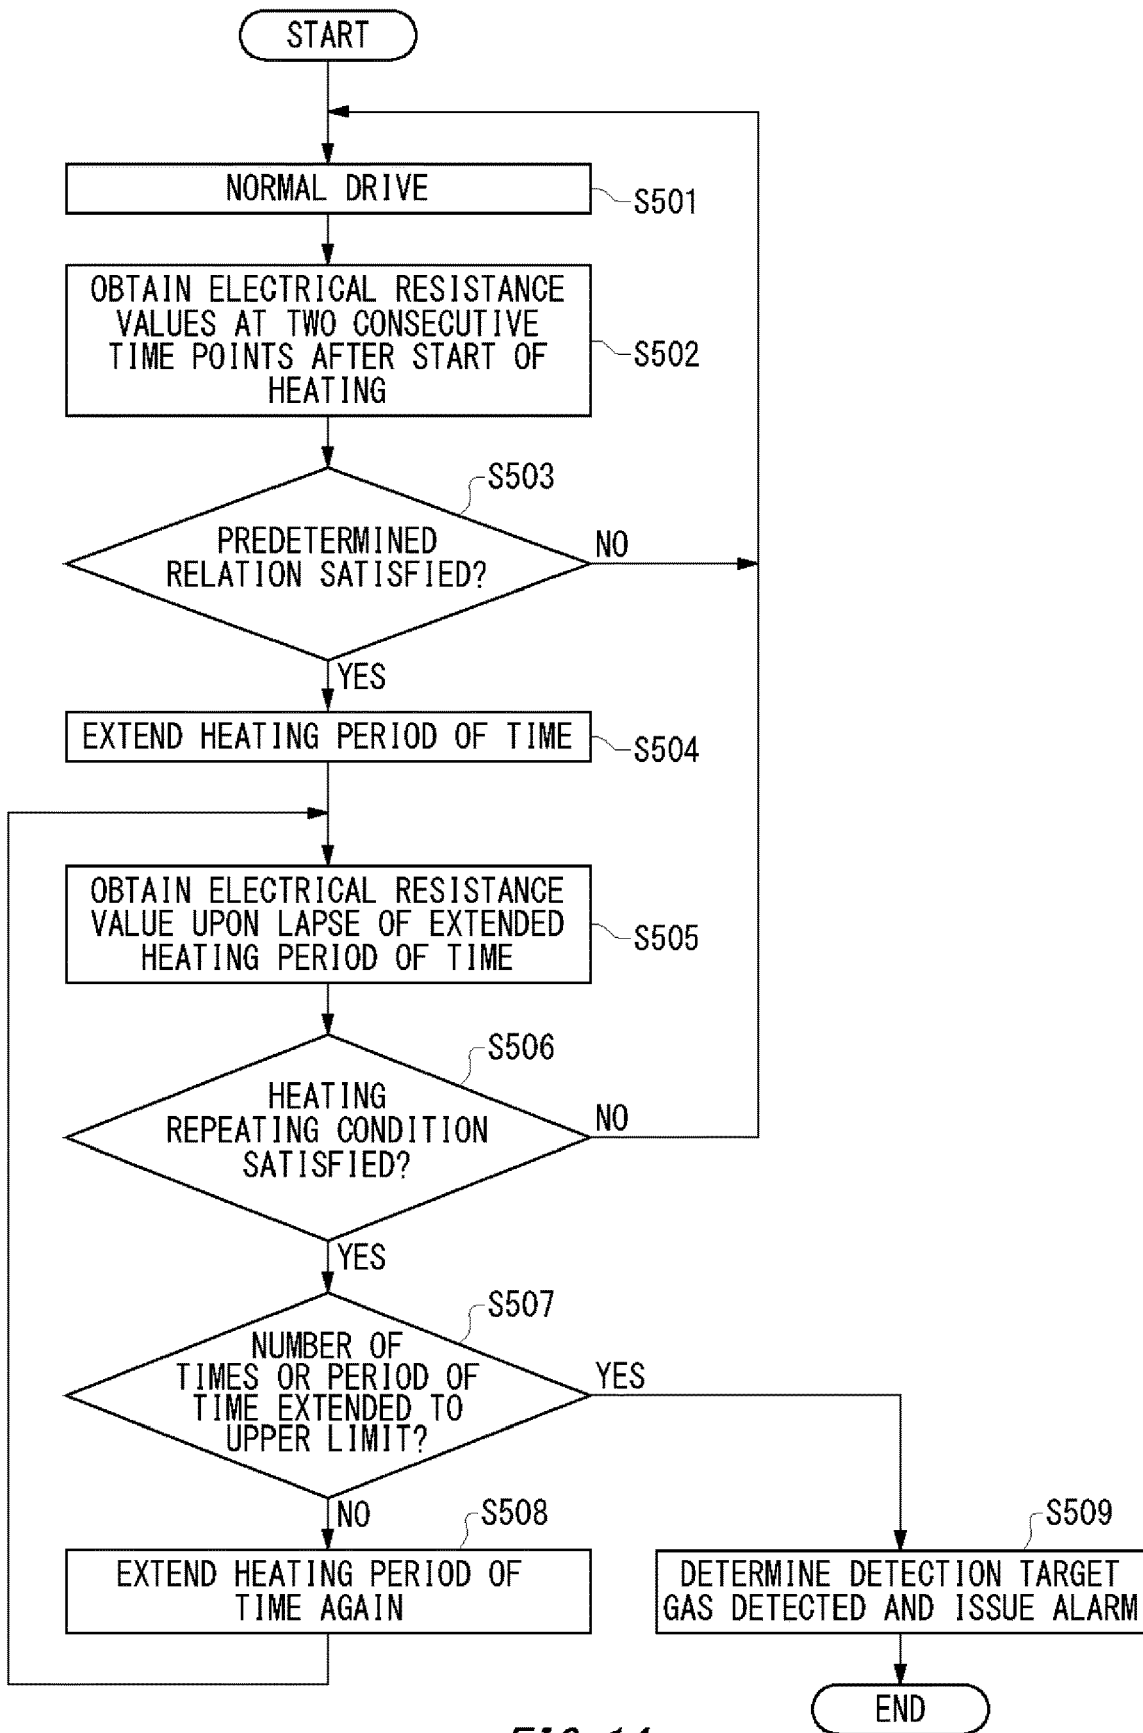 START
NORMAL DRIVE
S501
OBTAIN ELECTRICAL RESISTANCE
VALUES AT TWO CONSECUTIVE
TIME POINTS AFTER START OF
HEATING
S502
S503
PREDETERMINED
RELATION SATISFIED?
NO
YES
EXTEND HEATING PERIOD OF TIME
S504
OBTAIN ELECTRICAL RESISTANCE
VALUE UPON LAPSE OF EXTENDED
HEATING PERIOD OF TIME
S505
S506
HEATING
REPEATING CONDITION
SATISFIED?
NO
YES
S507
NUMBER OF
TIMES OR PERIOD OF
TIME EXTENDED TO
UPPER LIMIT?
YES
NO
S508
EXTEND HEATING PERIOD OF
TIME AGAIN
S509
DETERMINE DETECTION TARGET
GAS DETECTED AND ISSUE ALARM
END